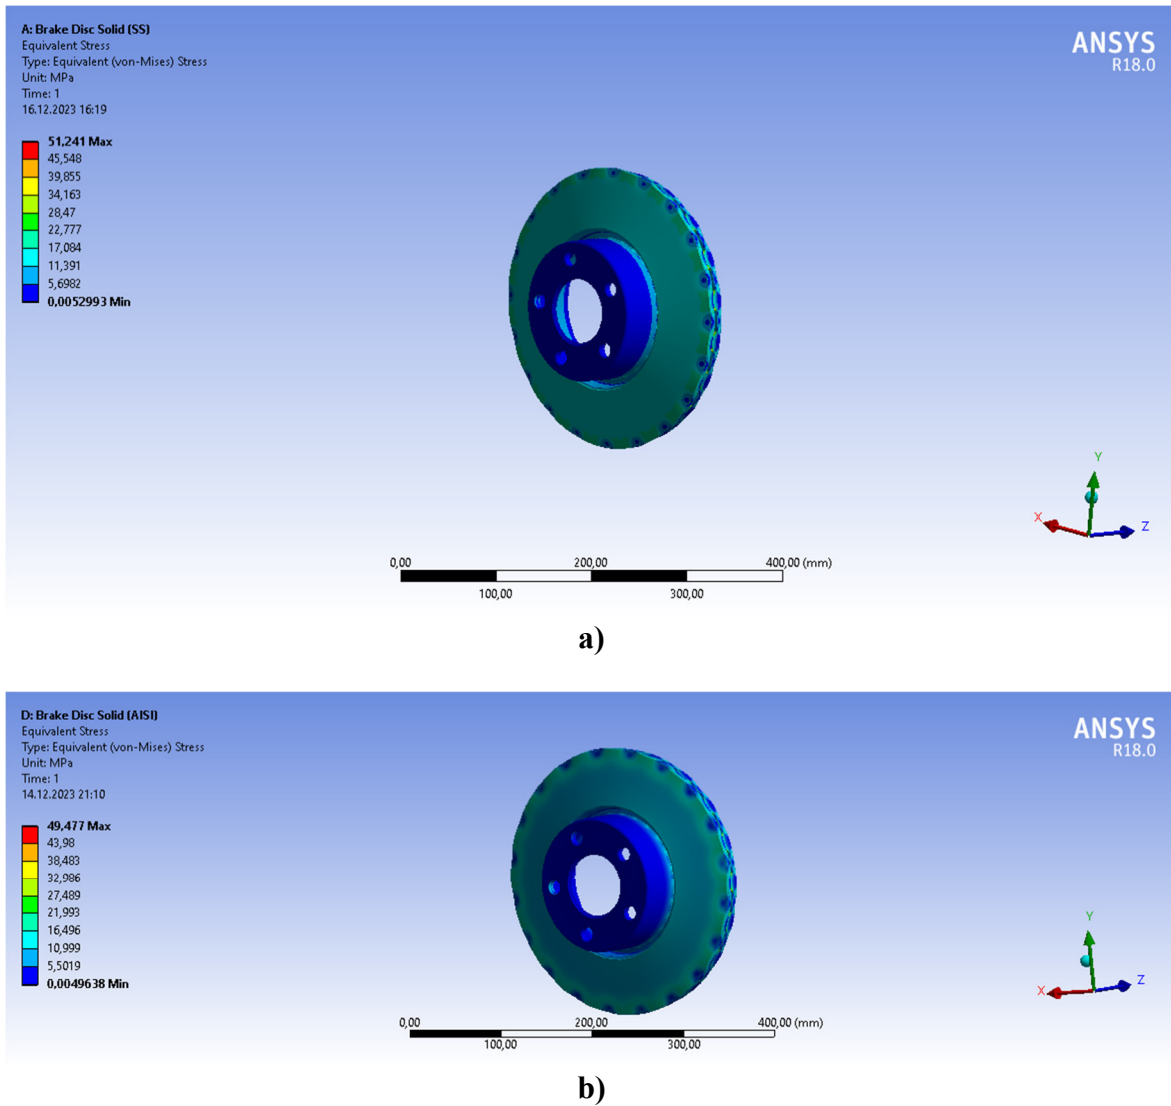 A: Brake Disc Solid (SS)
Equivalent Stress
Type: Equivalent (von-Mises) Stress
Unit: MPa
Time: 1
16.12.2023 16:19
ANSYS
R18.0
51,241 Max
45,548
39,855
34,163
28,47
22,777
17,084
11,391
5,6982
0,0052993 Min
Y
X
Z
0,00 200,00 400,00 (mm)
100,00 300,00
a)
D: Brake Disc Solid (AISI)
Equivalent Stress
Type: Equivalent (von-Mises) Stress
Unit: MPa
Time: 1
14.12.2023 21:10
ANSYS
R18.0
49,477 Max
43,98
38,483
32,986
27,489
21,993
16,496
10,999
5,5019
0,0049638 Min
Y
X
Z
0,00 200,00 400,00 (mm)
100,00 300,00
b)